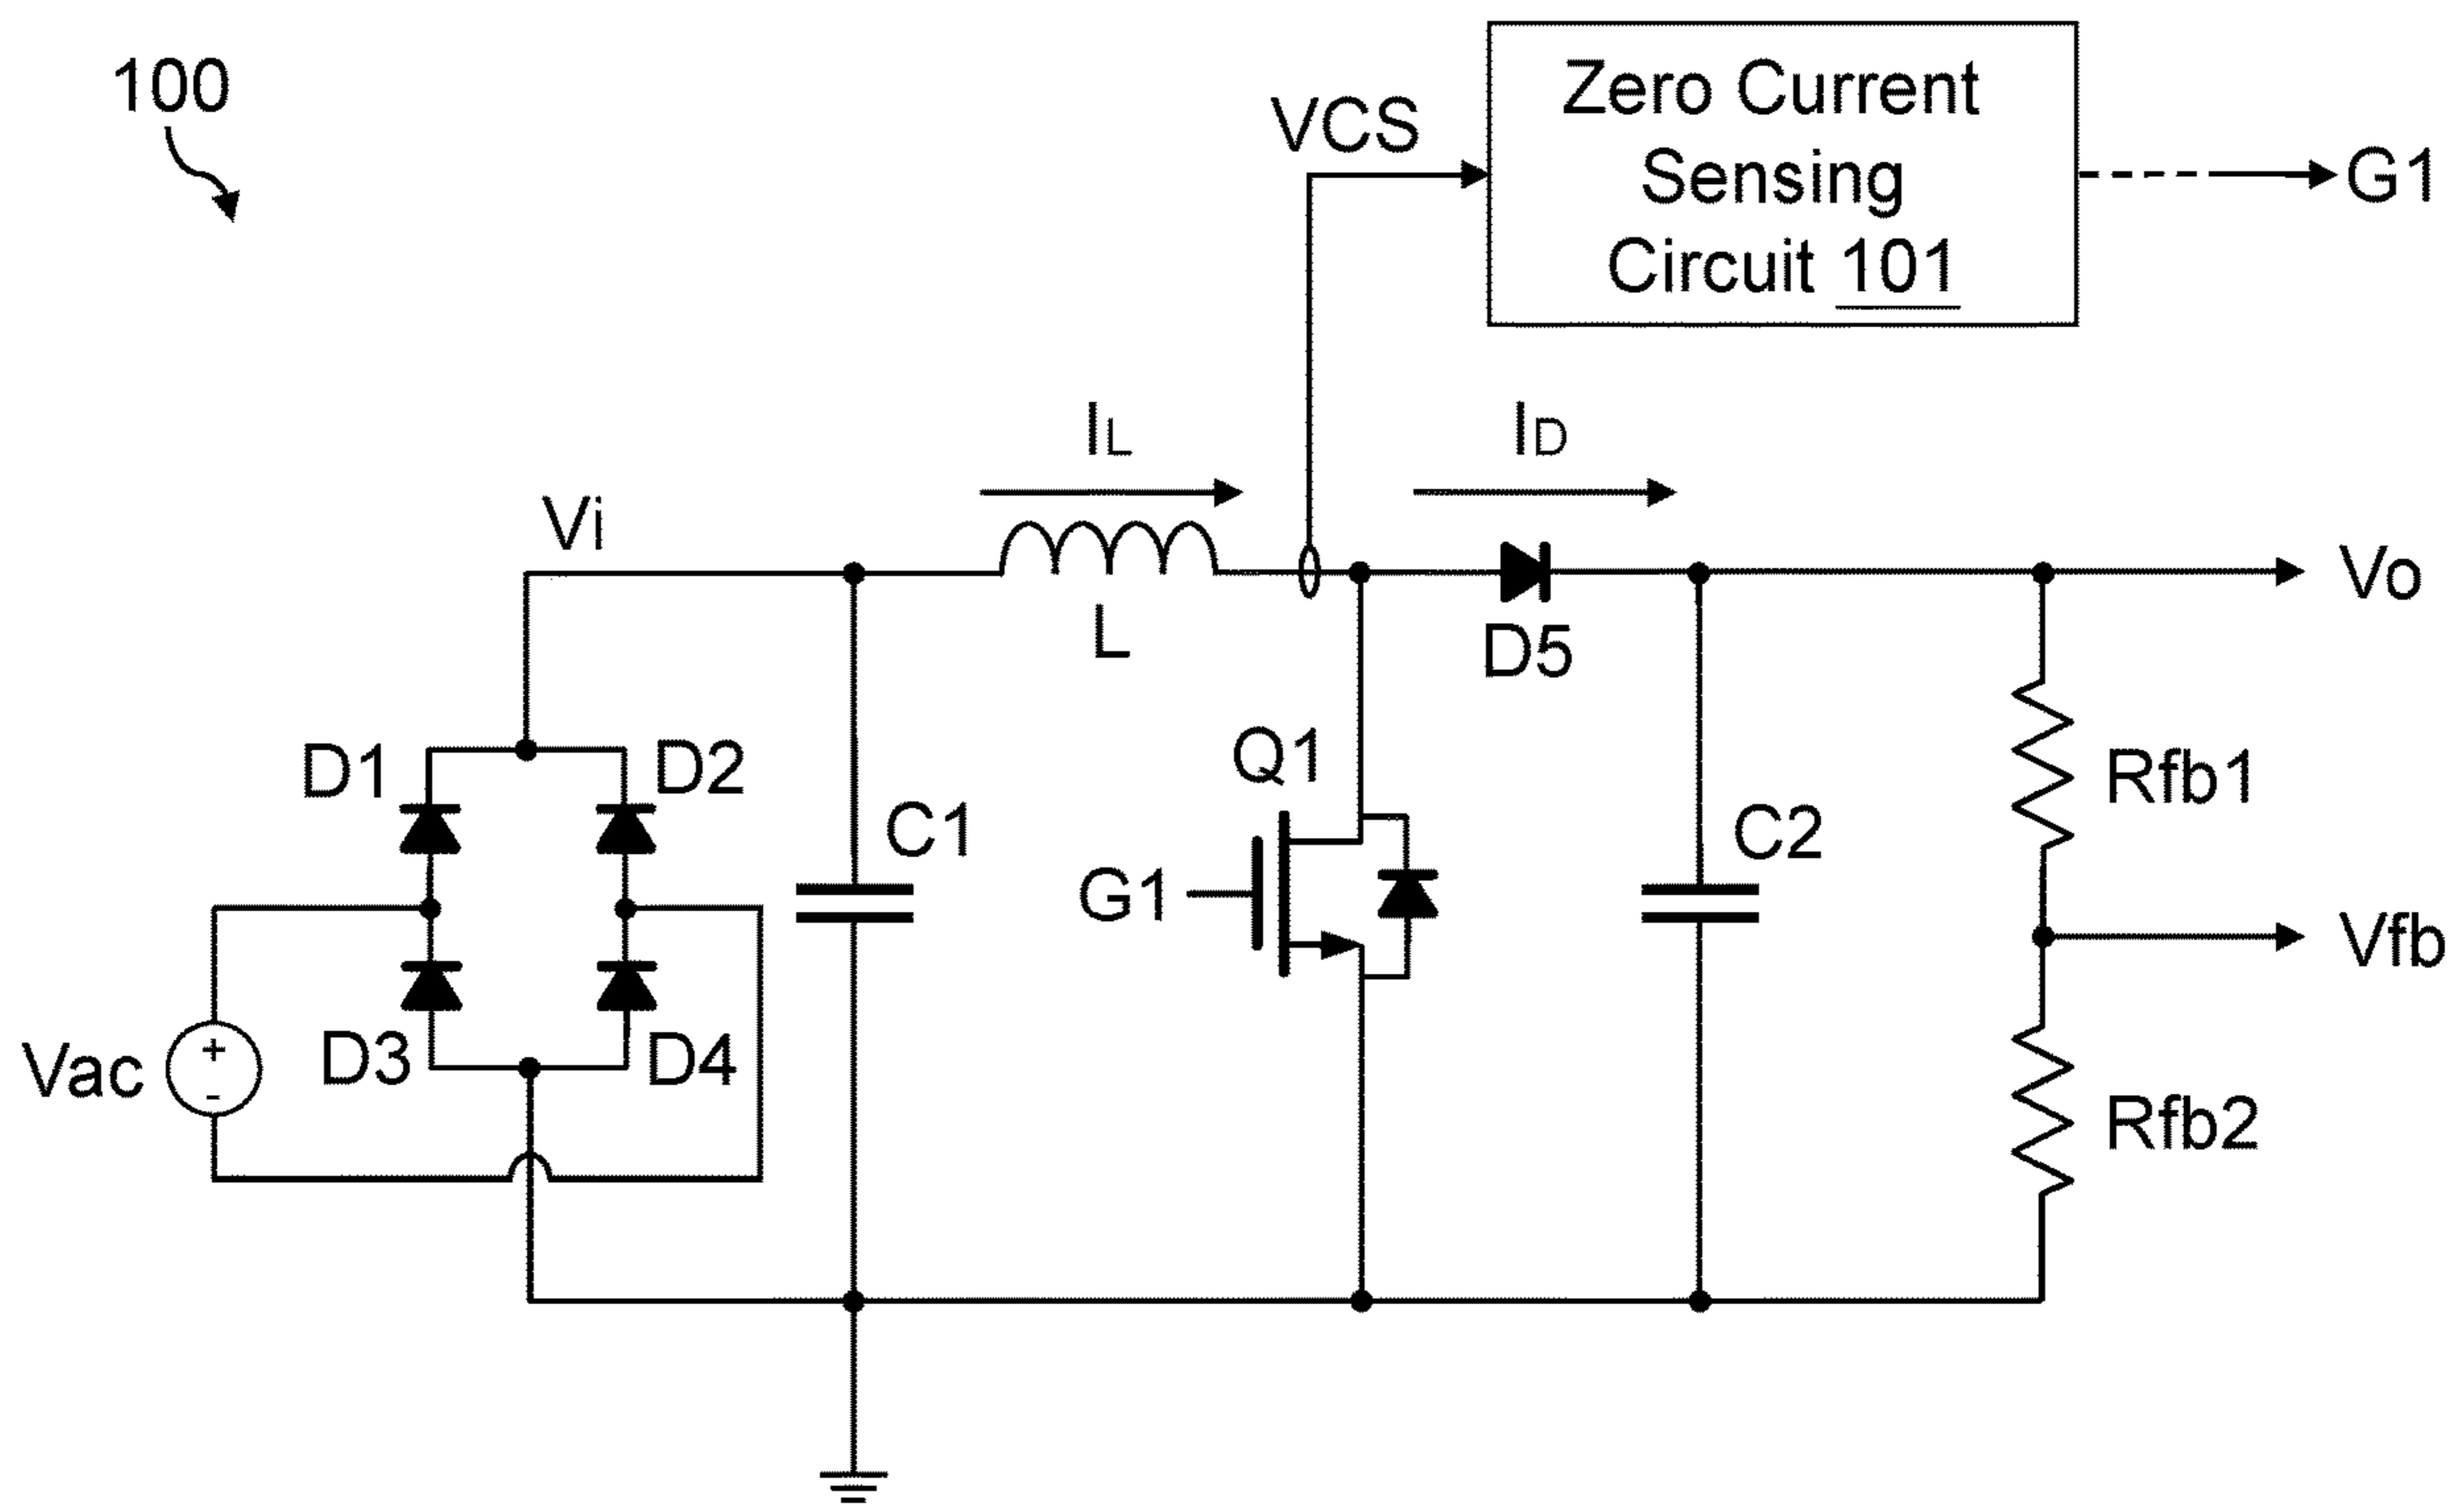 100
VCS
Zero Current
Sensing
Circuit 101
G1
IL
ID
Vi
L
D5
Vo
D1
D2
Q1
Rfb1
C1
C2
G1
Vfb
Vac
+
-
D3
D4
Rfb2